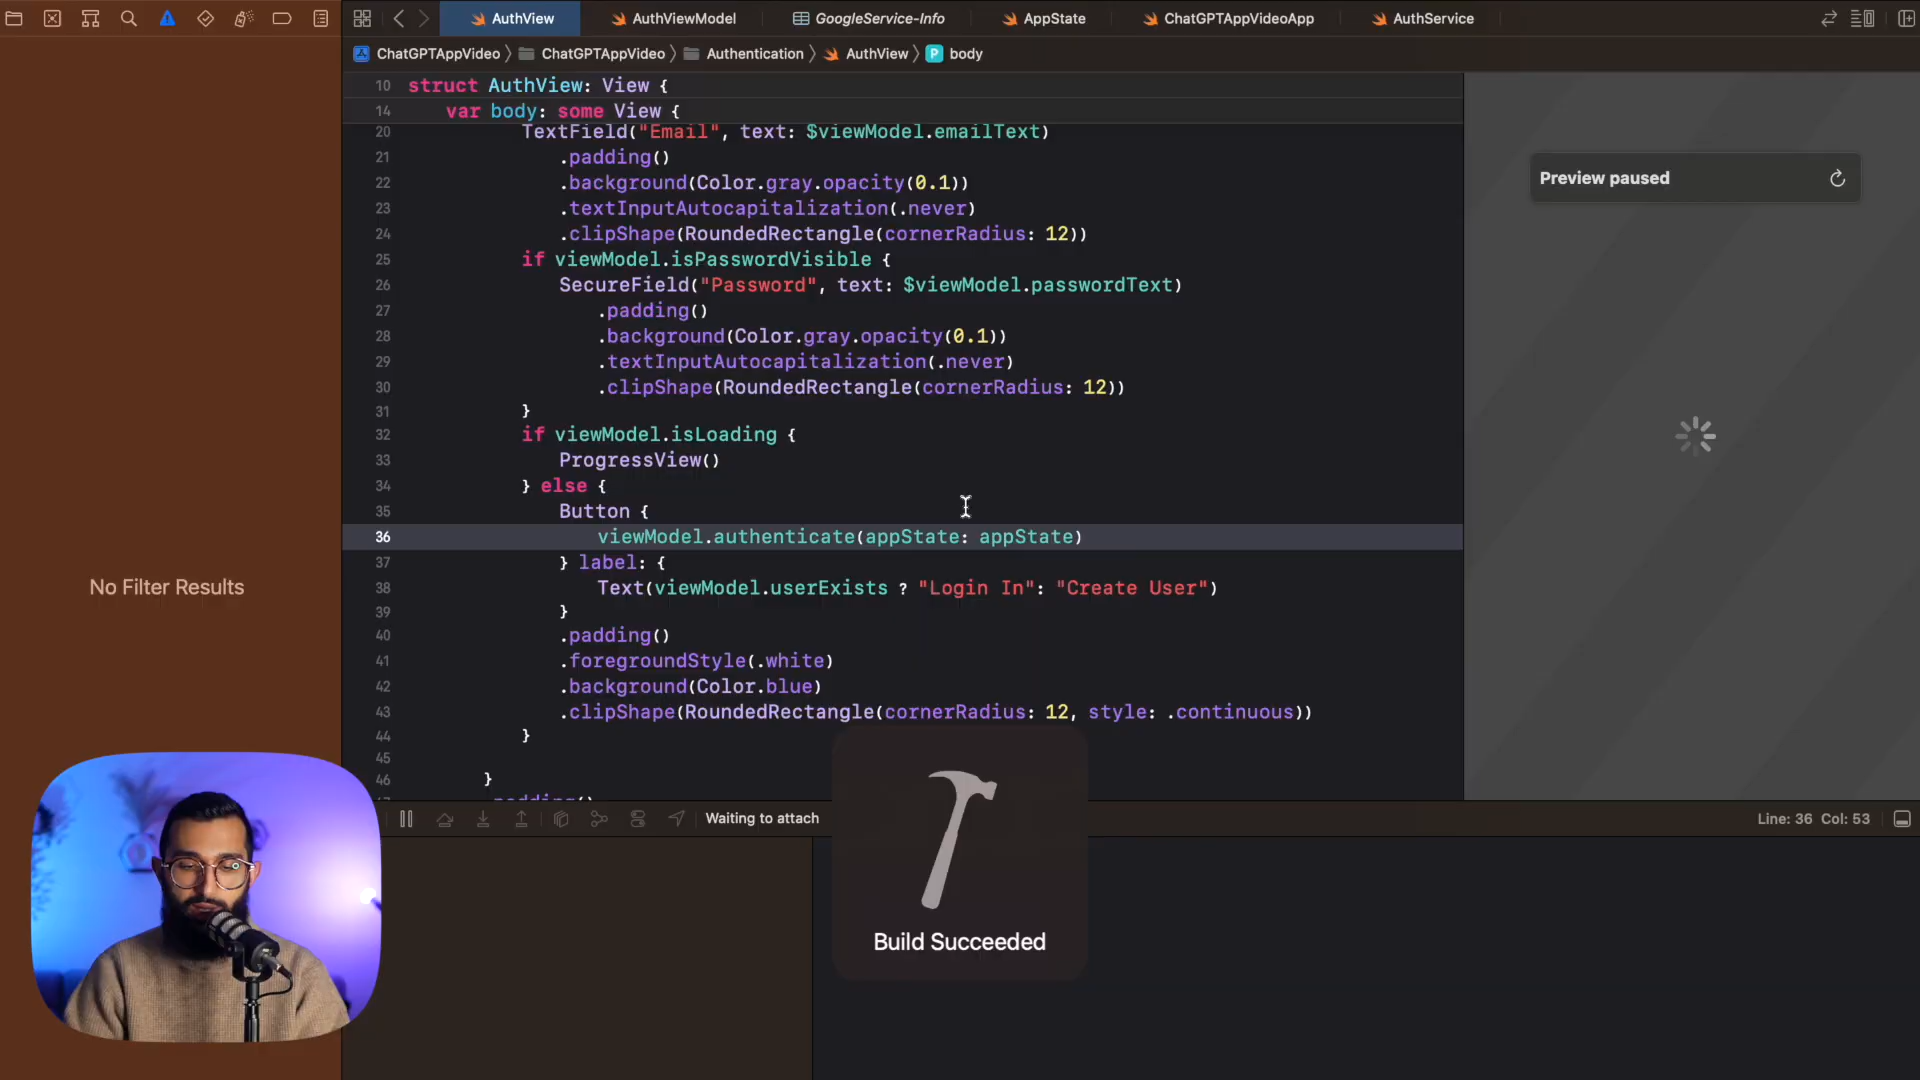 AuthView
AuthViewModel
GoogleService-Info
AppState
ChatGPTAppVideoApp
AuthService
ChatGPTAppVideo
ChatGPTAppVideo
Authentication
AuthView
P
body
10 struct AuthView: View {
14 var body: some View {
20 TextField("Email", text: $viewModel.emailText)
21 .padding()
22 .background(Color.gray.opacity(0.1))
23 .textInputAutocapitalization(.never)
24 .clipShape(RoundedRectangle(cornerRadius: 12))
25 if viewModel.isPasswordVisible {
26 SecureField("Password", text: $viewModel.passwordText)
27 .padding()
28 .background(Color.gray.opacity(0.1))
29 .textInputAutocapitalization(.never)
30 .clipShape(RoundedRectangle(cornerRadius: 12))
31 }
32 if viewModel.isLoading {
33 ProgressView()
34 } else {
35 Button {
36 viewModel.authenticate(appState: appState)
37 } label: {
38 Text(viewModel.userExists ? "Login In": "Create User")
39 }
40 .padding()
41 .foregroundStyle(.white)
42 .background(Color.blue)
43 .clipShape(RoundedRectangle(cornerRadius: 12, style: .continuous))
44 }
45
46 }
Preview paused
No Filter Results
Waiting to attach
Line: 36 Col: 53
Build Succeeded